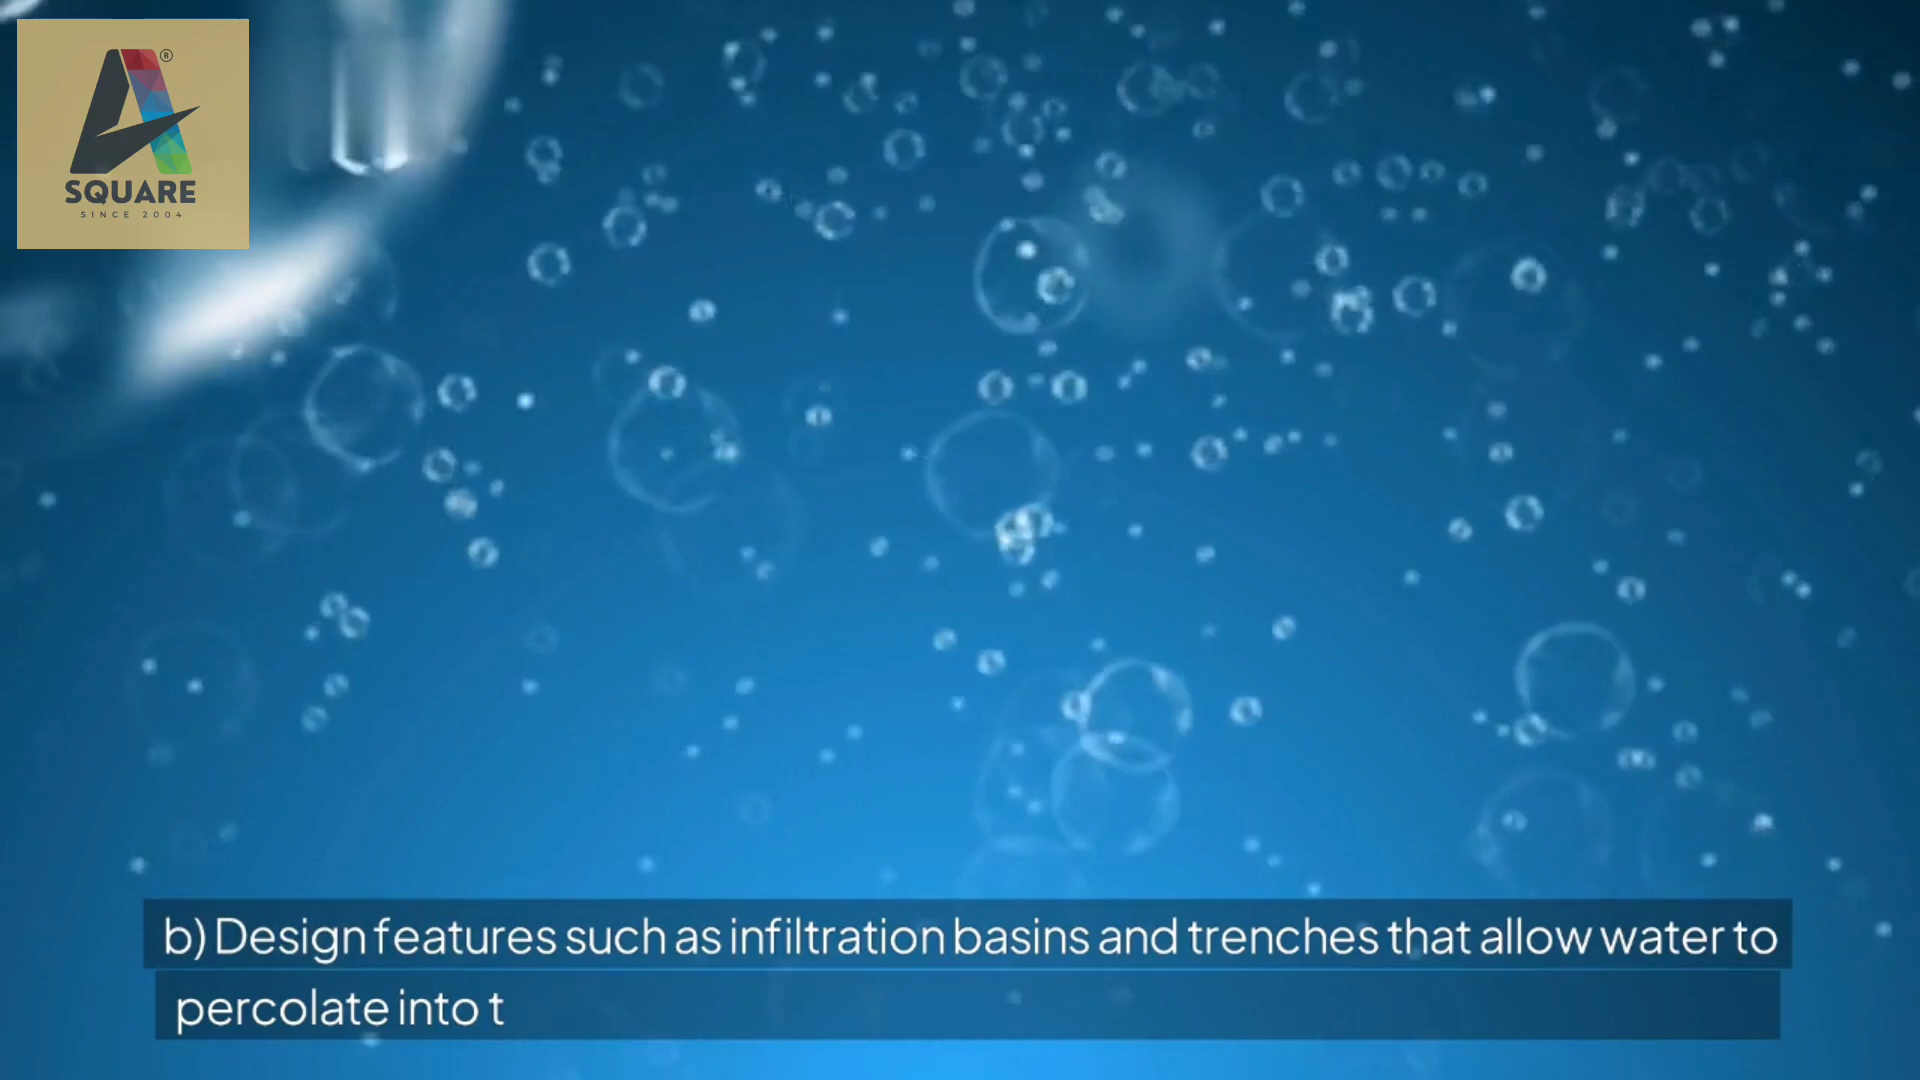 ®
SQUARE
SINCE 2004
b) Design features such as infiltration basins and trenches that allow water to
percolate into t